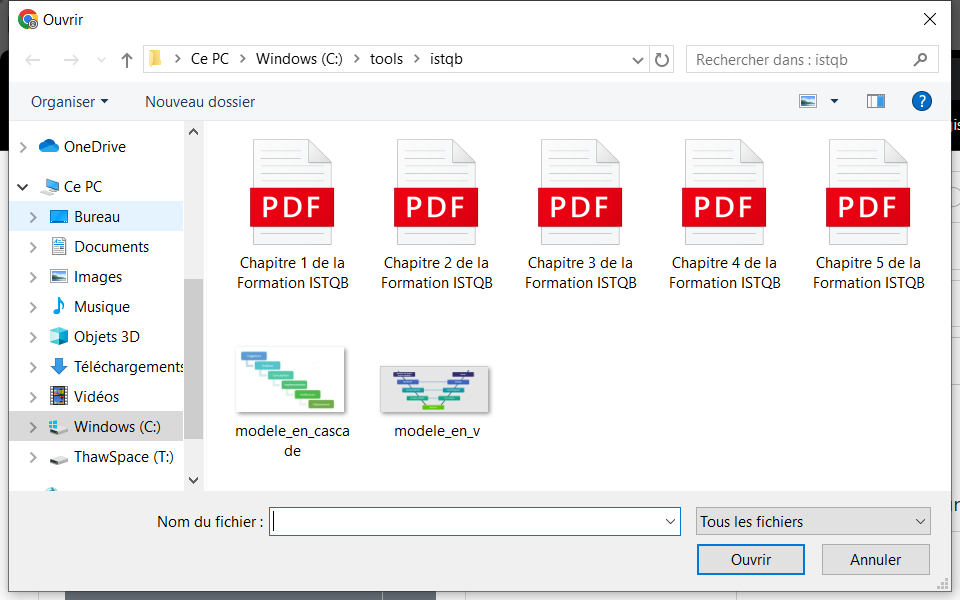 Ouvrir
Ce PC > Windows (C:) > tools > istqb
Rechercher dans : istqb
Organiser
Nouveau dossier
?
OneDrive
Ce PC
Bureau
Documents
Images
Musique
Objets 3D
Téléchargements
Vidéos
Windows (C:)
ThawSpace (T:)
PDF PDF PDF PDF PDF
Chapitre 1 de la
Formation ISTQB
Chapitre 2 de la
Formation ISTQB
Chapitre 3 de la
Formation ISTQB
Chapitre 4 de la
Formation ISTQB
Chapitre 5 de la
Formation ISTQB
modele_en_casca
de
modele_en_v
Nom du fichier :
Tous les fichiers
Ouvrir
Annuler